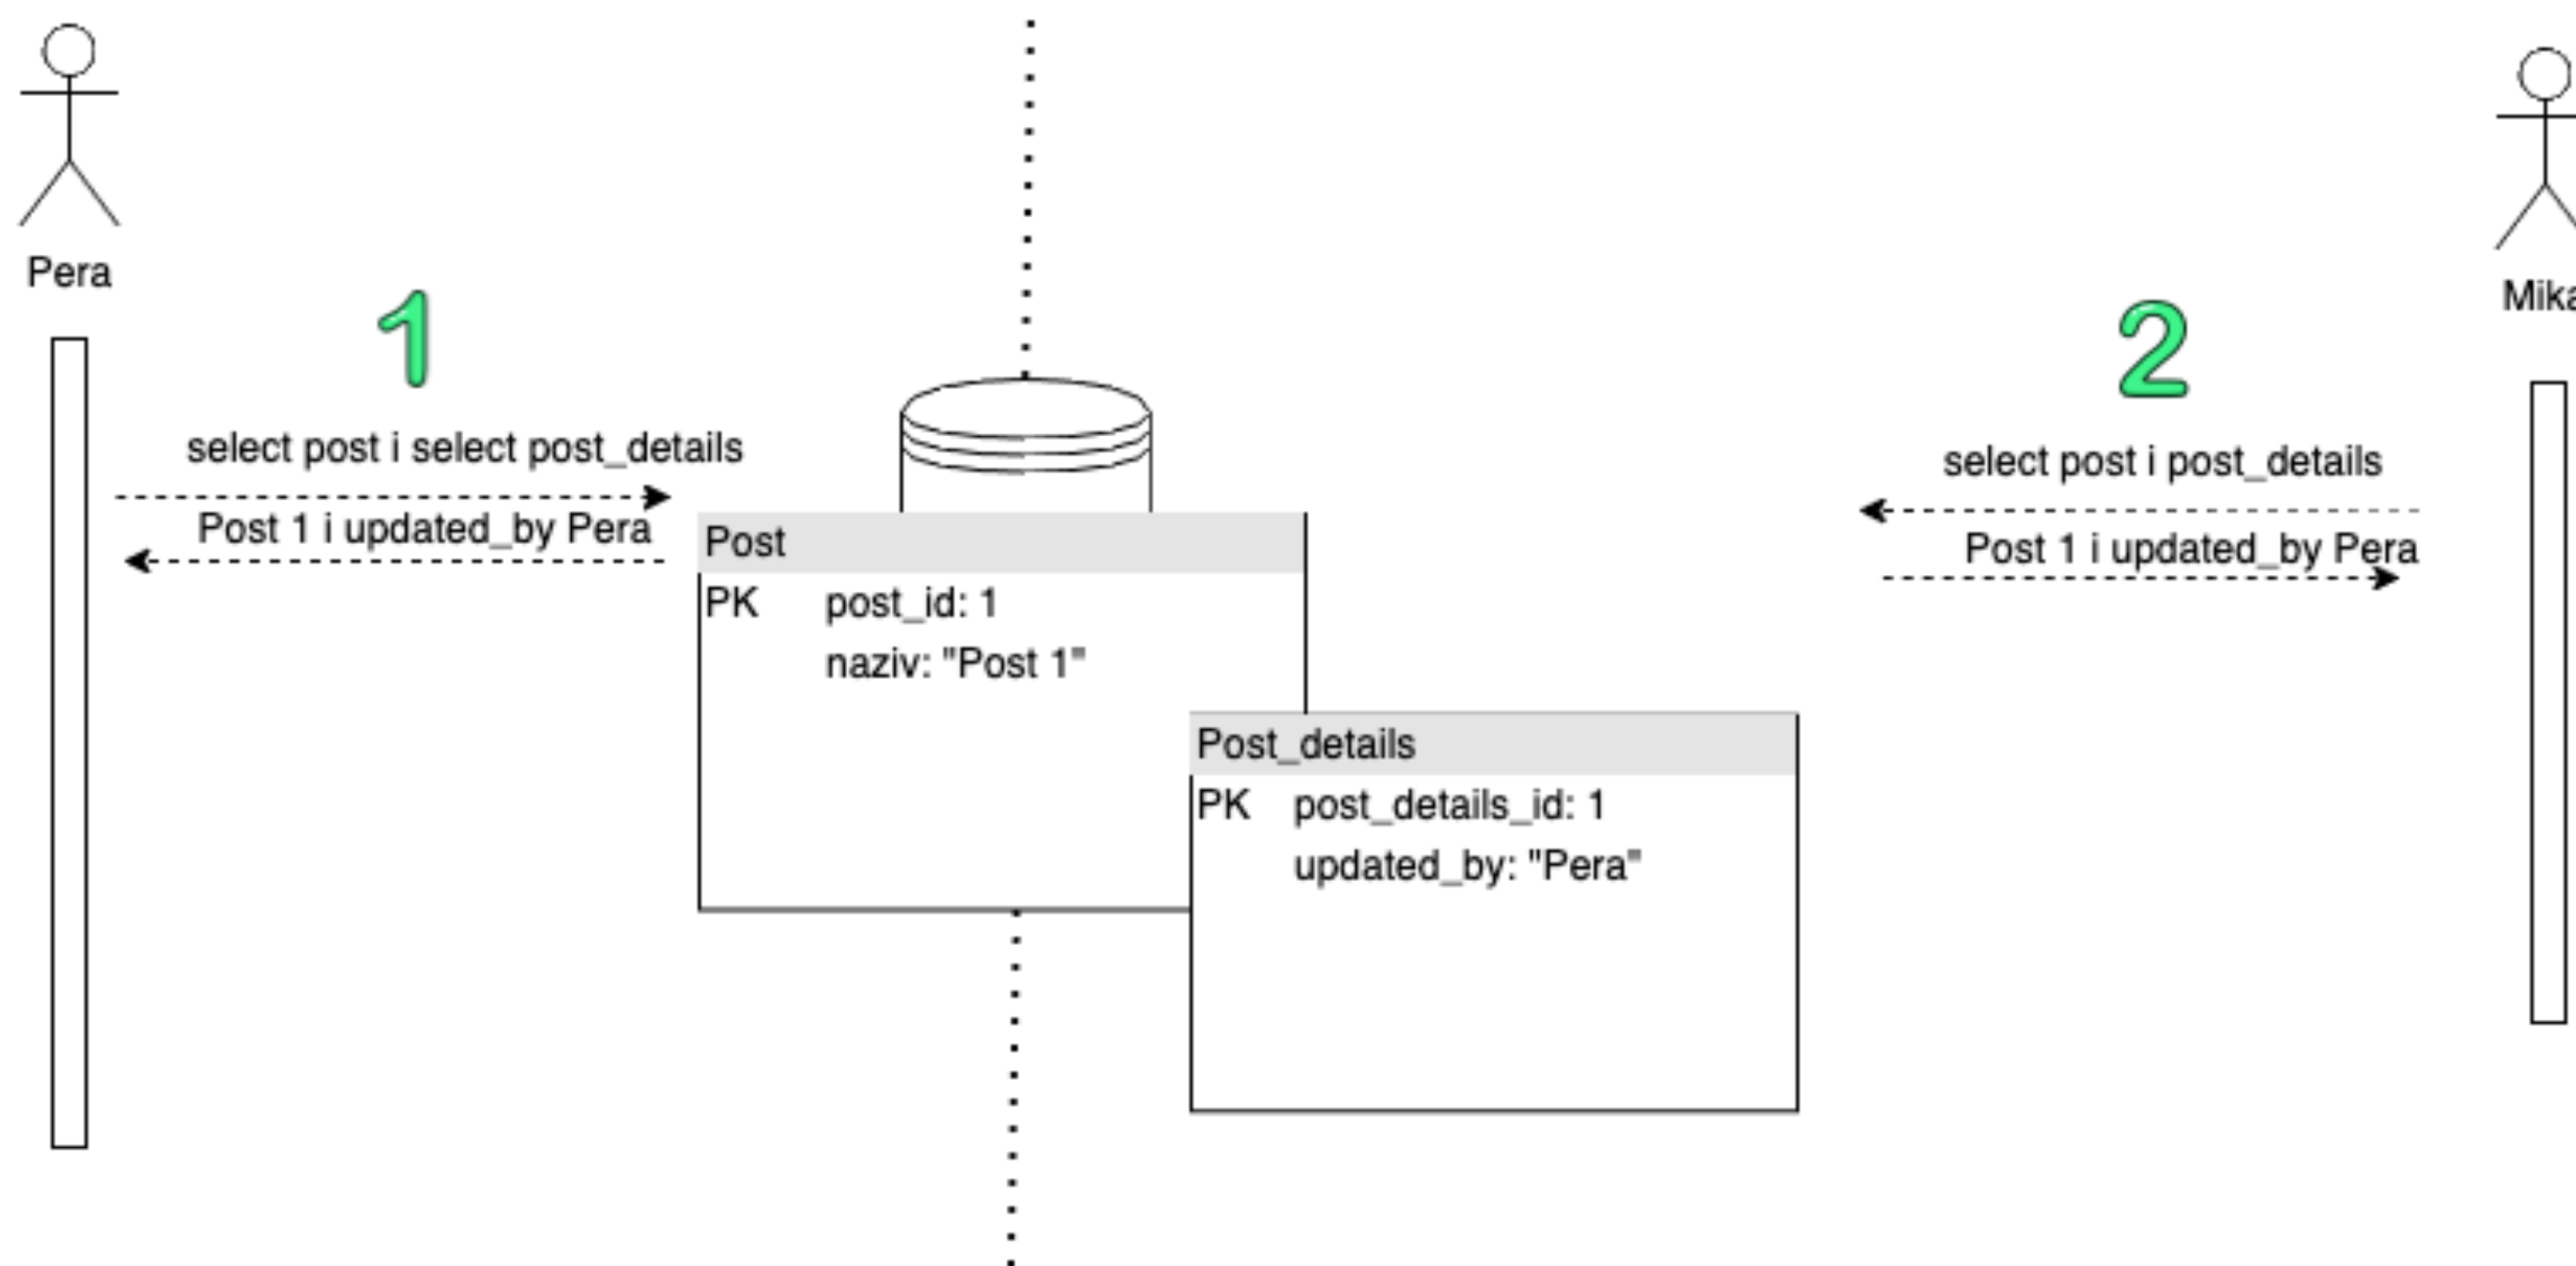 Pera
1
select post i select post_details
Post 1 i updated_by Pera
Post
PK post_id: 1
naziv: "Post 1"
Post_details
PK post_details_id: 1
updated_by: "Pera"
2
select post i post_details
Post 1 i updated_by Pera
Mika